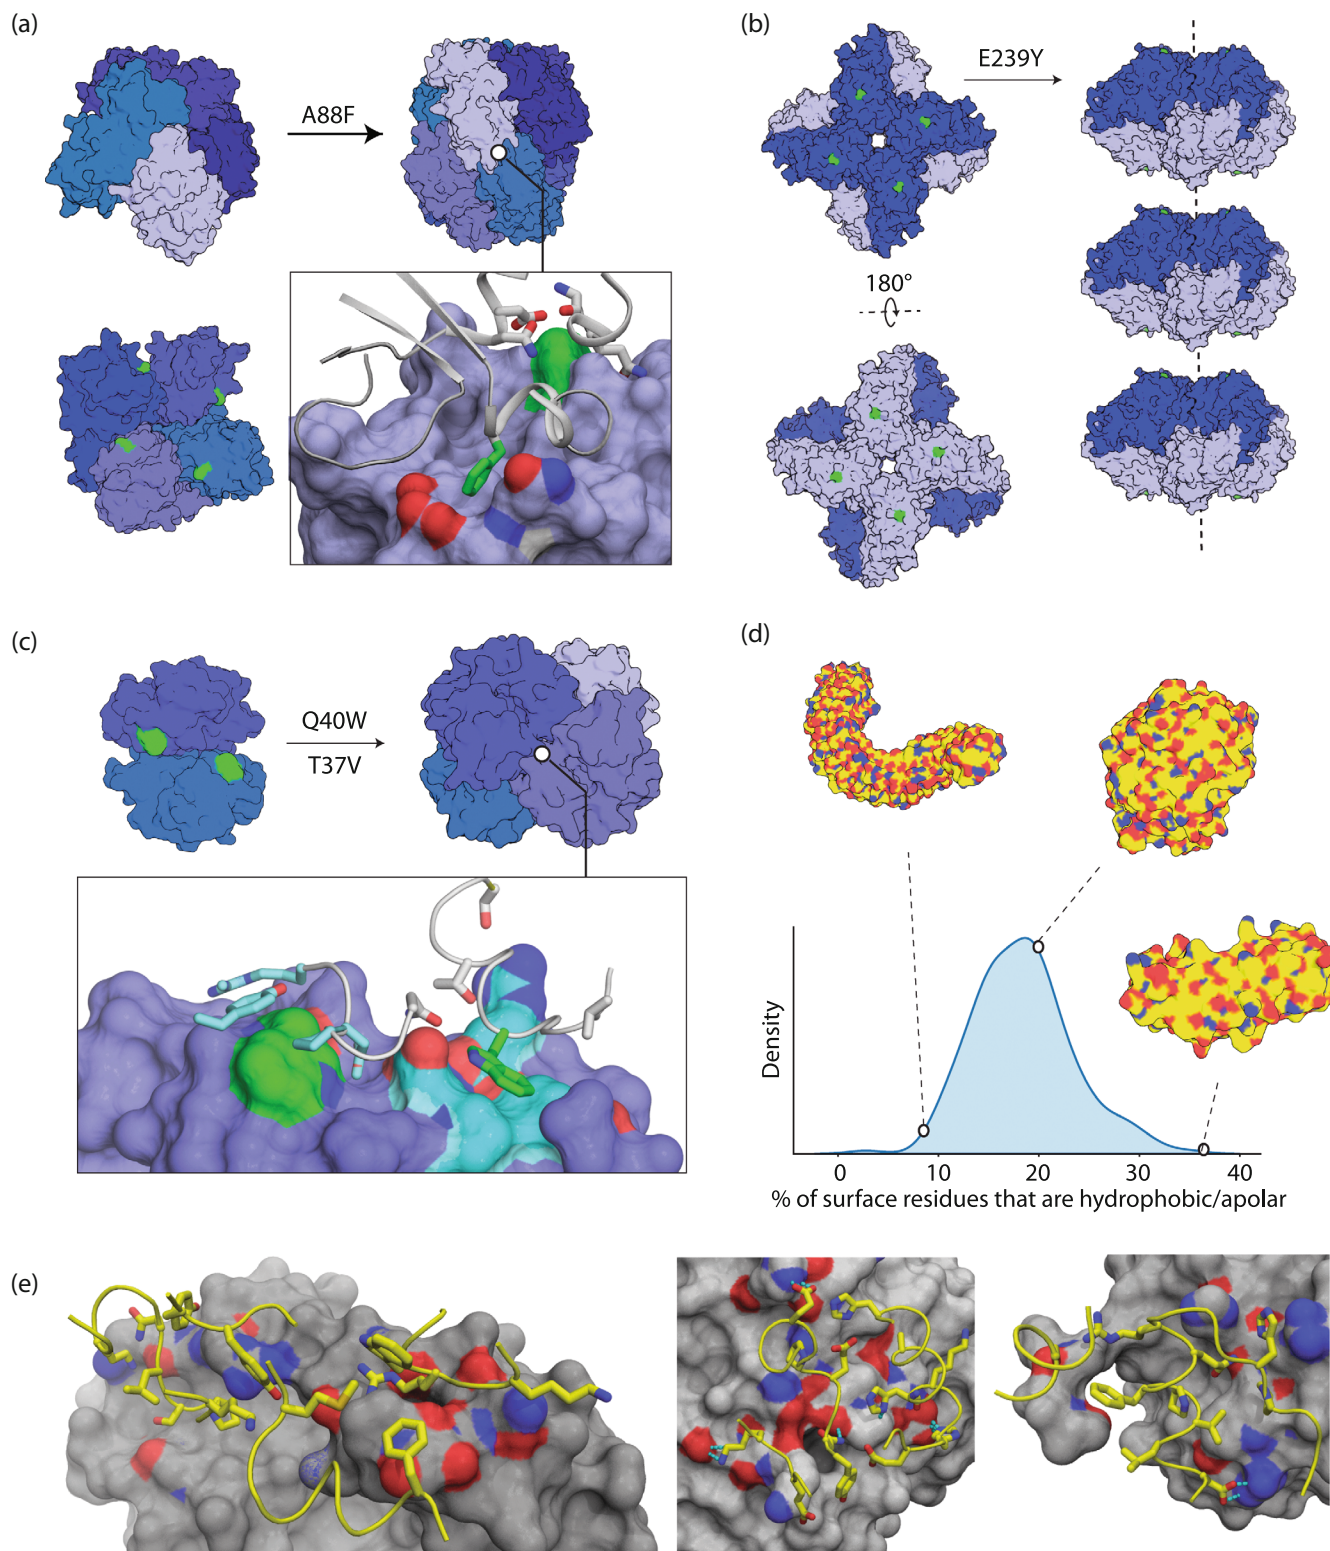 (a)
A88F
(b)
E239Y
180°
(c)
Q40W
T37V
(d)
Density
0 10 20 30 40
% of surface residues that are hydrophobic/apolar
(e)